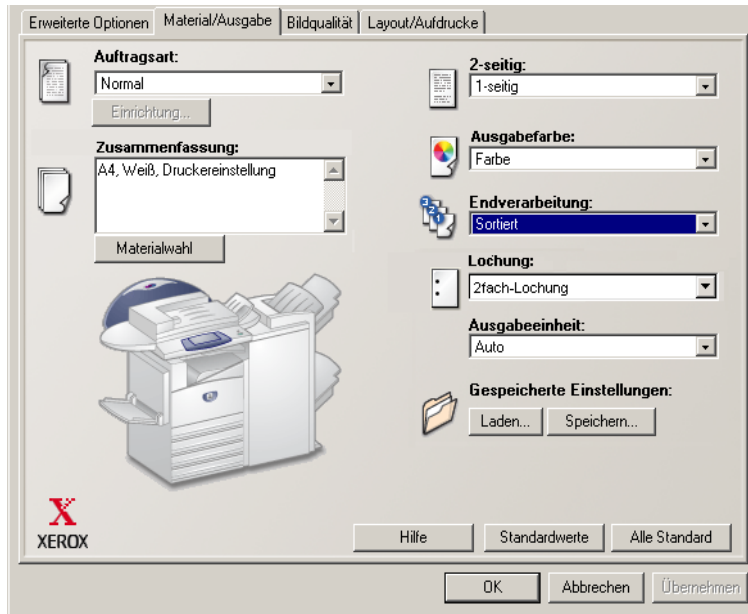 Erweiterte Optionen Material/Ausgabe Bildqualität Layout/Aufdrucke
Auftragsart:
Normal
Einrichtung...
Zusammenfassung:
A4, Weiß, Druckereinstellung
Materialwahl
2-seitig:
1-seitig
Ausgabefarbe:
Farbe
Endverarbeitung:
Sortiert
Lochung:
2fach-Lochung
Ausgabeeinheit:
Auto
Gespeicherte Einstellungen:
Laden... Speichern...
X
XEROX
Hilfe Standardwerte Alle Standard
OK Abbrechen Übernehmen